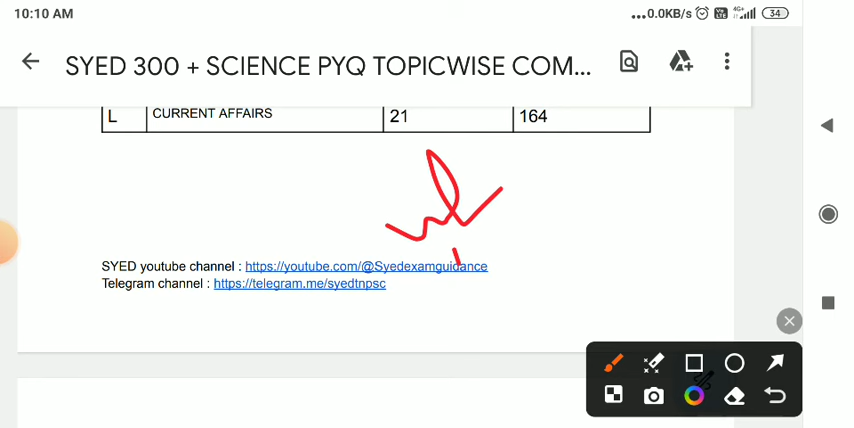 10:10 AM ...0.0KB/s 4G+ 34
SYED 300 + SCIENCE PYQ TOPICWISE COM...
L CURRENT AFFAIRS 21 164
SYED youtube channel : https://youtube.com/@Syedexamguidance
Telegram channel : https://telegram.me/syedtnpsc